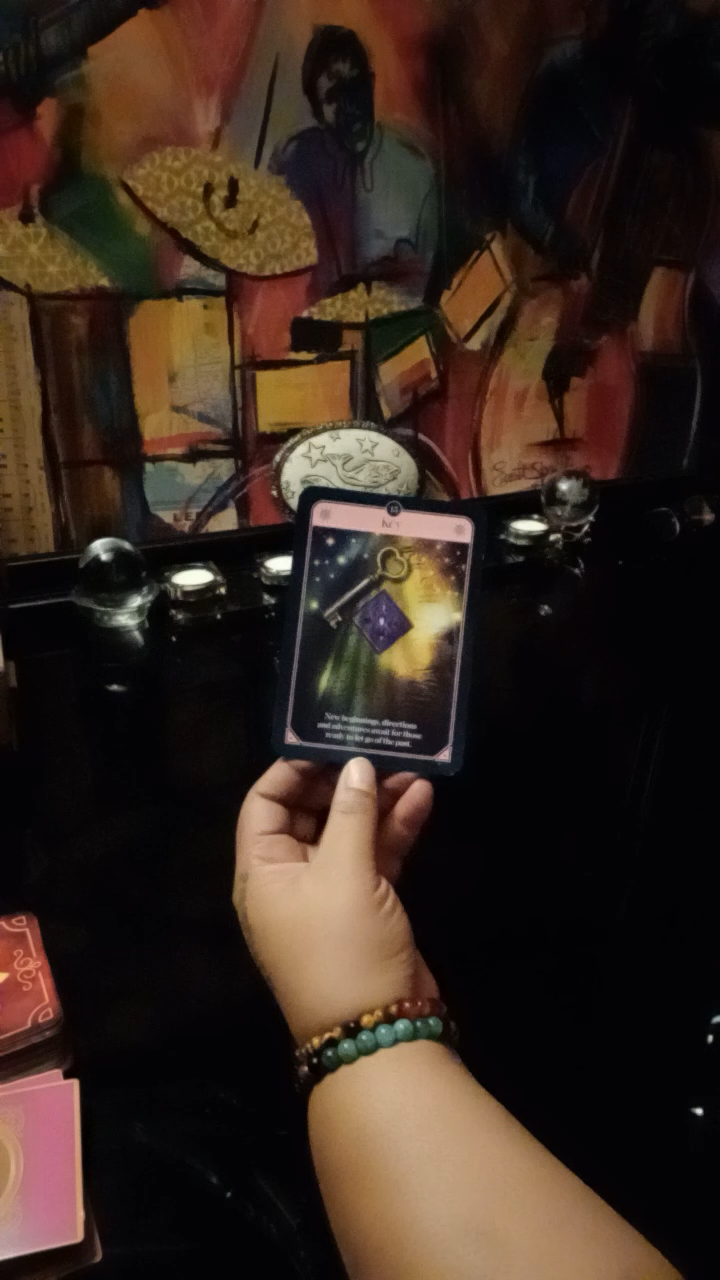 Key
New beginnings, directions
and adventures await for those
ready to let go of the past.